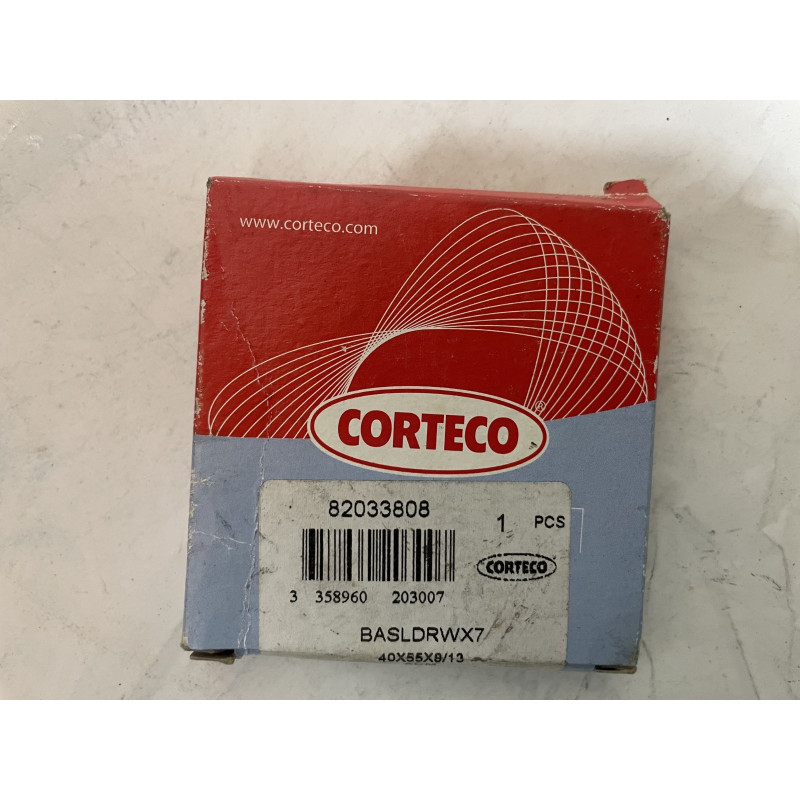 www.corteco.com
CORTECO®
82033808
1 PCS
CORTECO
3 358960 203007
BASLDRWX7
40X55X8/13